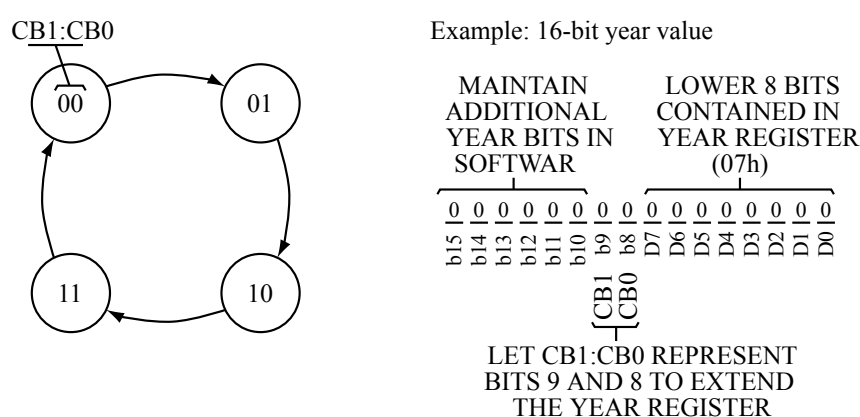 CB1:CB0
00
01
11
10
Example: 16-bit year value
MAINTAIN
ADDITIONAL
YEAR BITS IN
SOFTWAR
LOWER 8 BITS
CONTAINED IN
YEAR REGISTER
(07h)
0 0 0 0 0 0 0 0 0 0 0 0 0 0 0 0
b15 b14 b13 b12 b11 b10 b9 b8 D7 D6 D5 D4 D3 D2 D1 D0
CB1 CB0
LET CB1:CB0 REPRESENT
BITS 9 AND 8 TO EXTEND
THE YEAR REGISTER